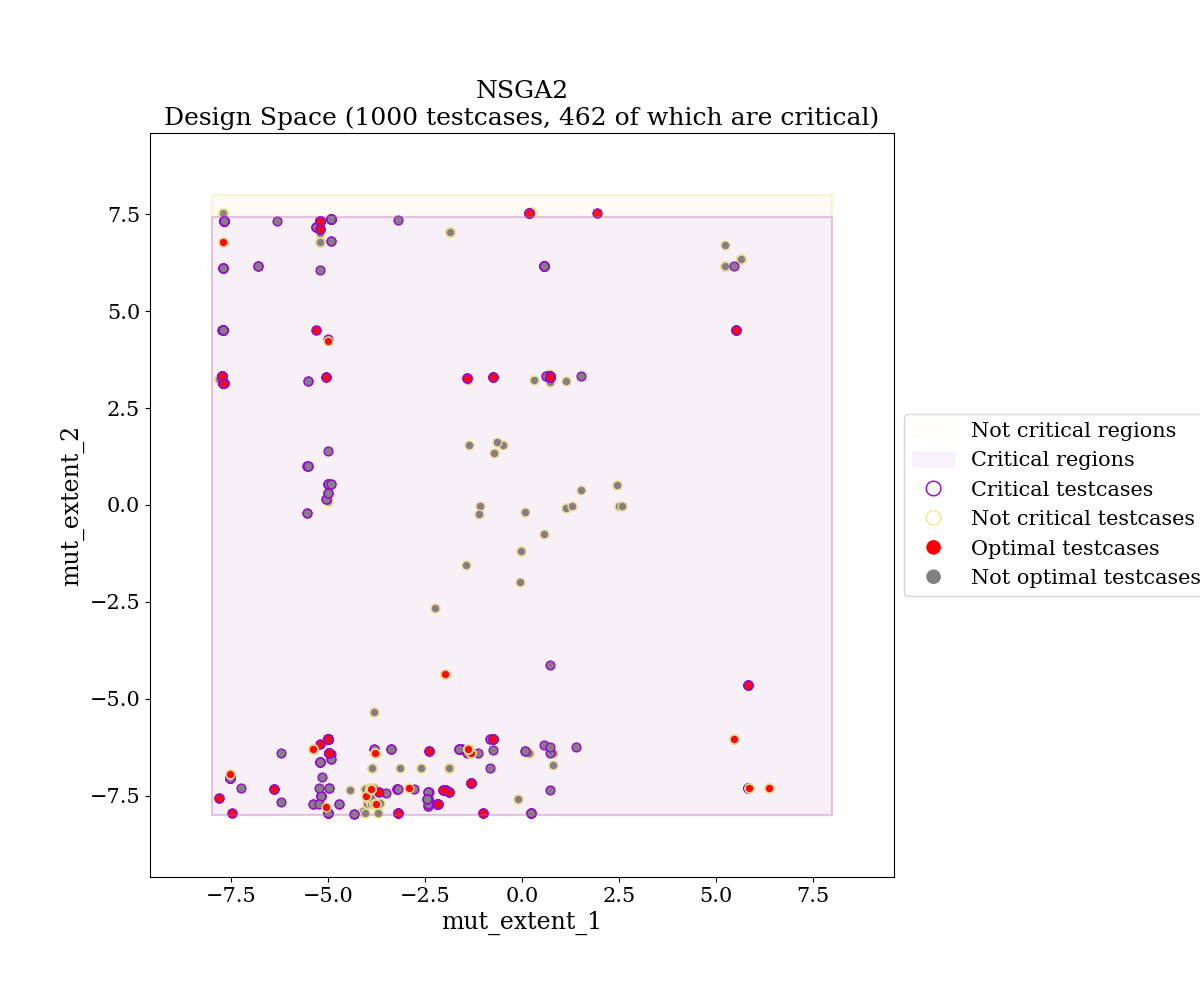 NSGA2
Design Space (1000 testcases, 462 of which are critical)
7.5
5.0
2.5
0.0
−2.5
−5.0
−7.5
mut_extent_2
−7.5
−5.0
−2.5
0.0
2.5
5.0
7.5
mut_extent_1
Not critical regions
Critical regions
Critical testcases
Not critical testcases
Optimal testcases
Not optimal testcases